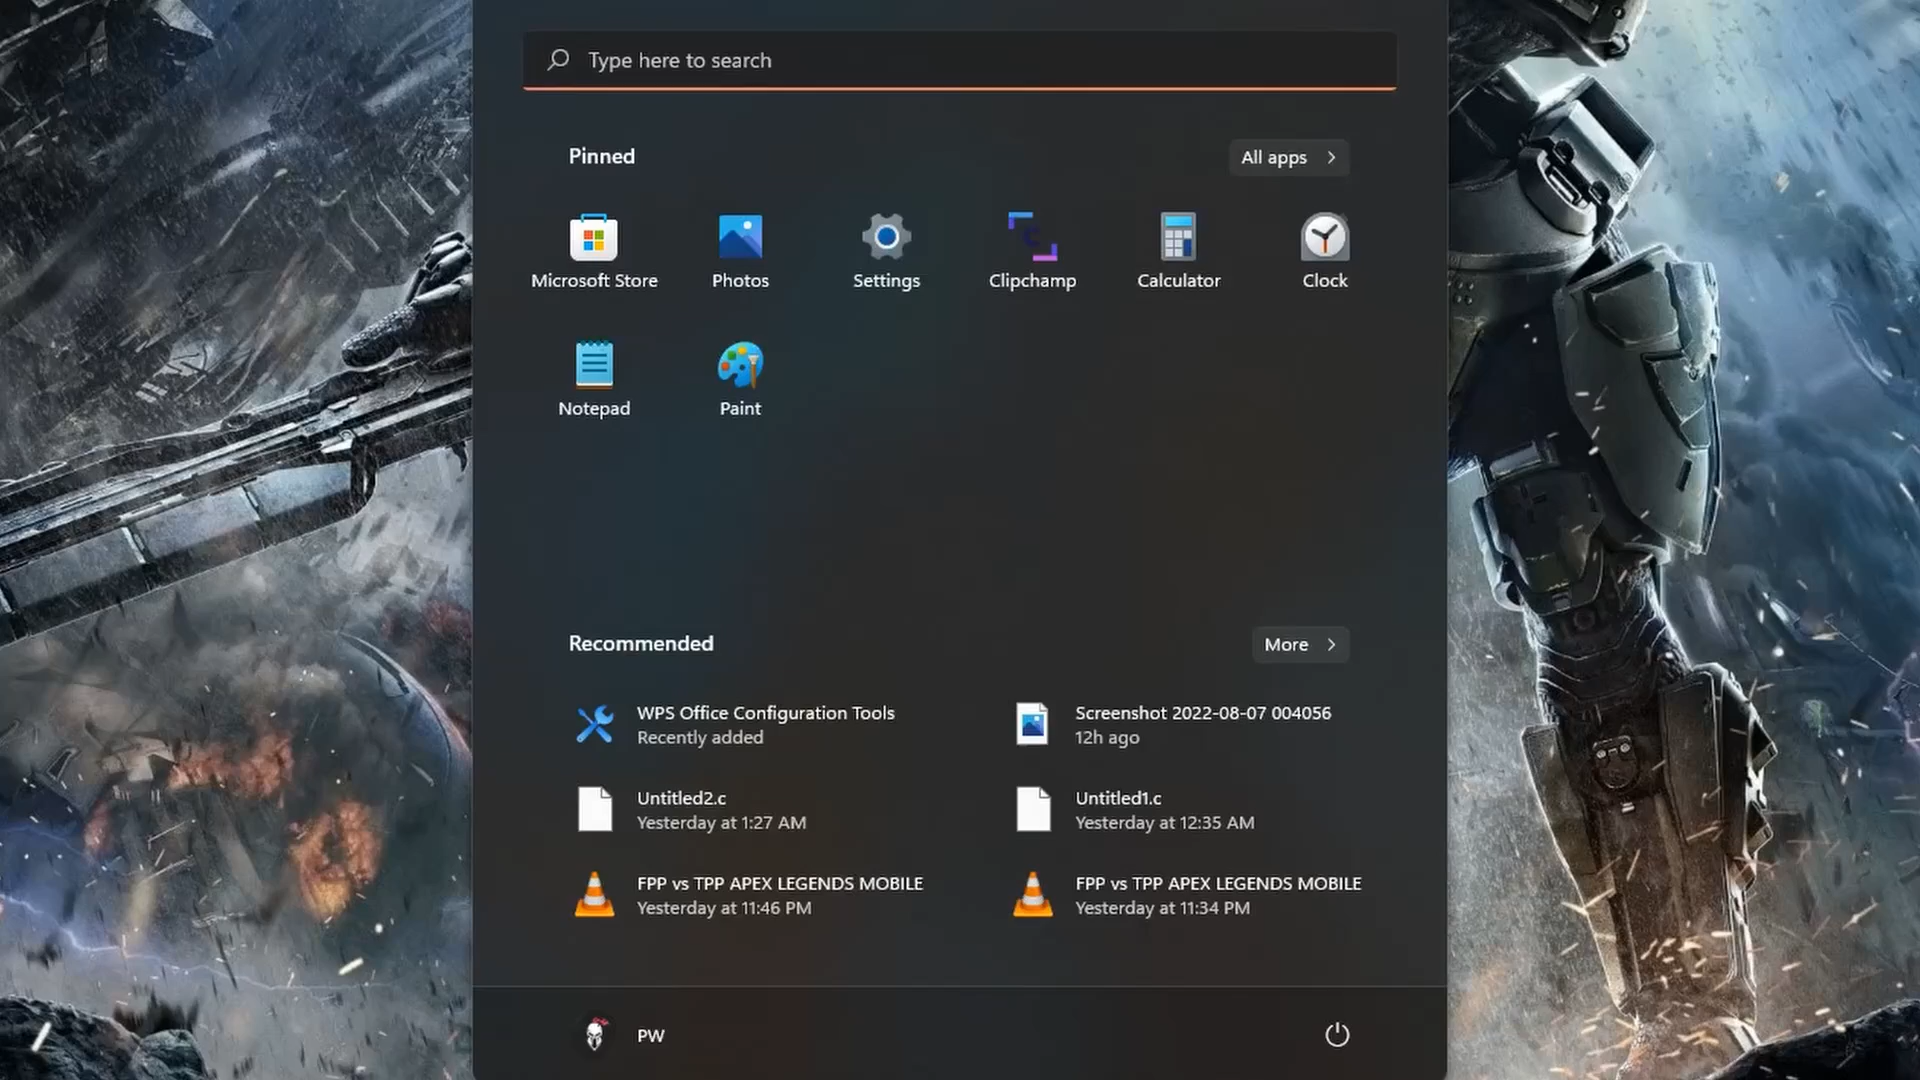 Type here to search
Pinned
All apps
Microsoft Store
Photos
Settings
Clipchamp
Calculator
Clock
Notepad
Paint
Recommended
More
WPS Office Configuration Tools
Recently added
Screenshot 2022-08-07 004056
12h ago
Untitled2.c
Yesterday at 1:27 AM
Untitled1.c
Yesterday at 12:35 AM
FPP vs TPP APEX LEGENDS MOBILE
Yesterday at 11:46 PM
FPP vs TPP APEX LEGENDS MOBILE
Yesterday at 11:34 PM
PW